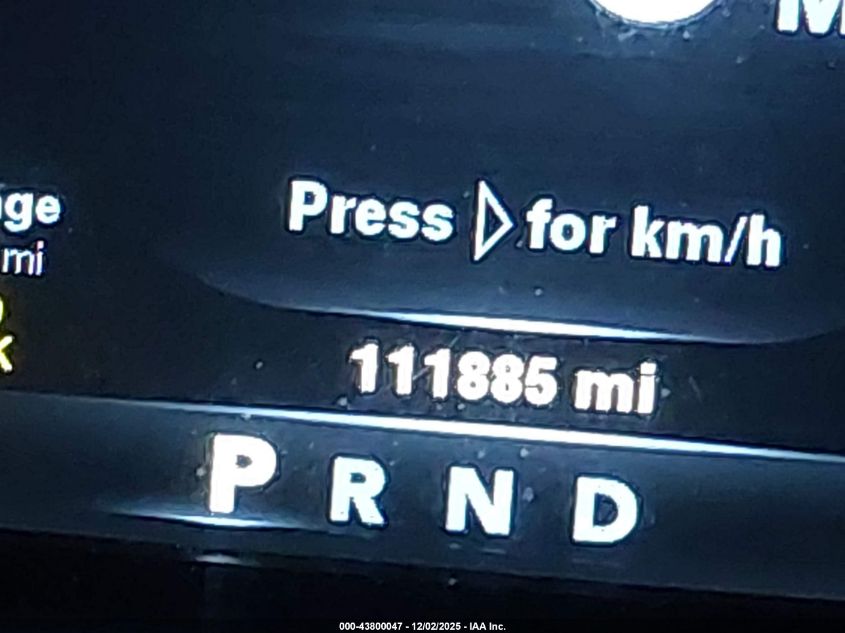 ge
mi
K
Press ▷ for km/h
111885 mi
P R N D
000-43800047 - 12/02/2025 - IAA Inc.